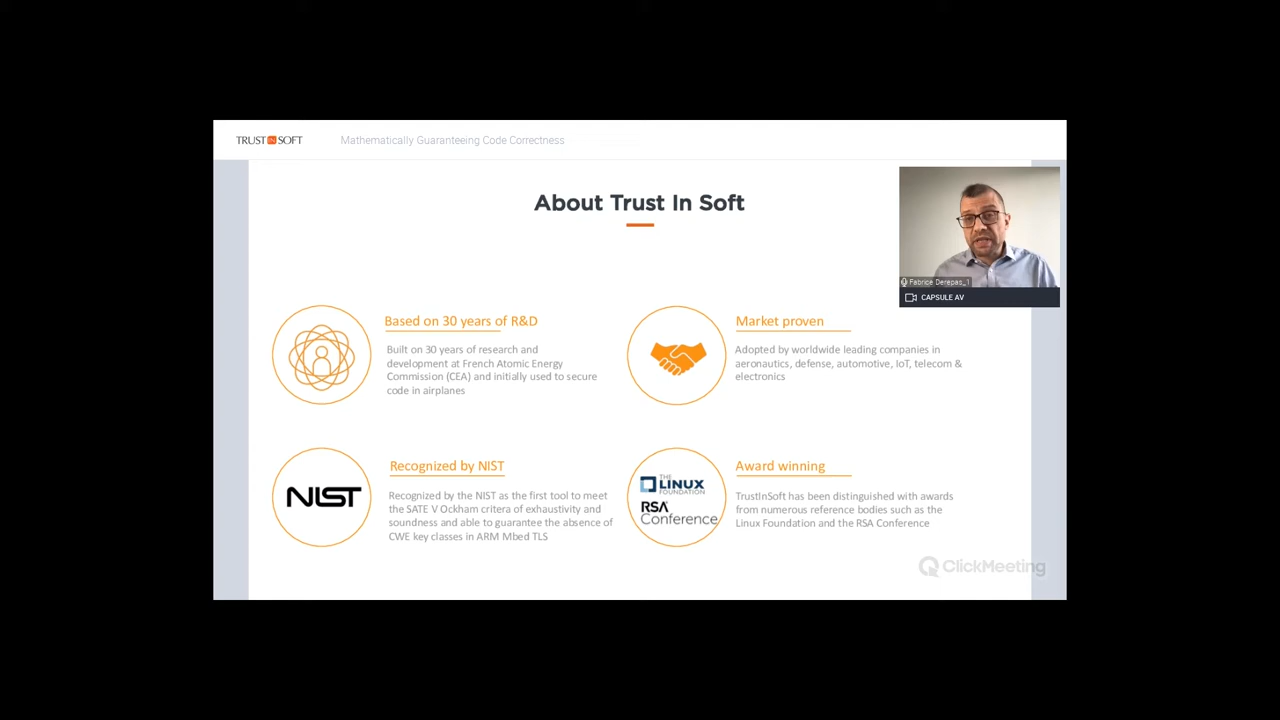 TRUST IN SOFT
Mathematically Guaranteeing Code Correctness
About Trust In Soft
Fabrice Derepas_1
CAPSULE AV
Based on 30 years of R&D
Built on 30 years of research and
development at French Atomic Energy
Commission (CEA) and initially used to secure
code in airplanes
Market proven
Adopted by worldwide leading companies in
aeronautics, defense, automotive, IoT, telecom &
electronics
NIST
Recognized by NIST
Recognized by the NIST as the first tool to meet
the SATE V Ockham critera of exhaustivity and
soundness and able to guarantee the absence of
CWE key classes in ARM Mbed TLS
THE
LINUX
FOUNDATION
RSA
Conference
Award winning
TrustInSoft has been distinguished with awards
from numerous reference bodies such as the
Linux Foundation and the RSA Conference
ClickMeeting